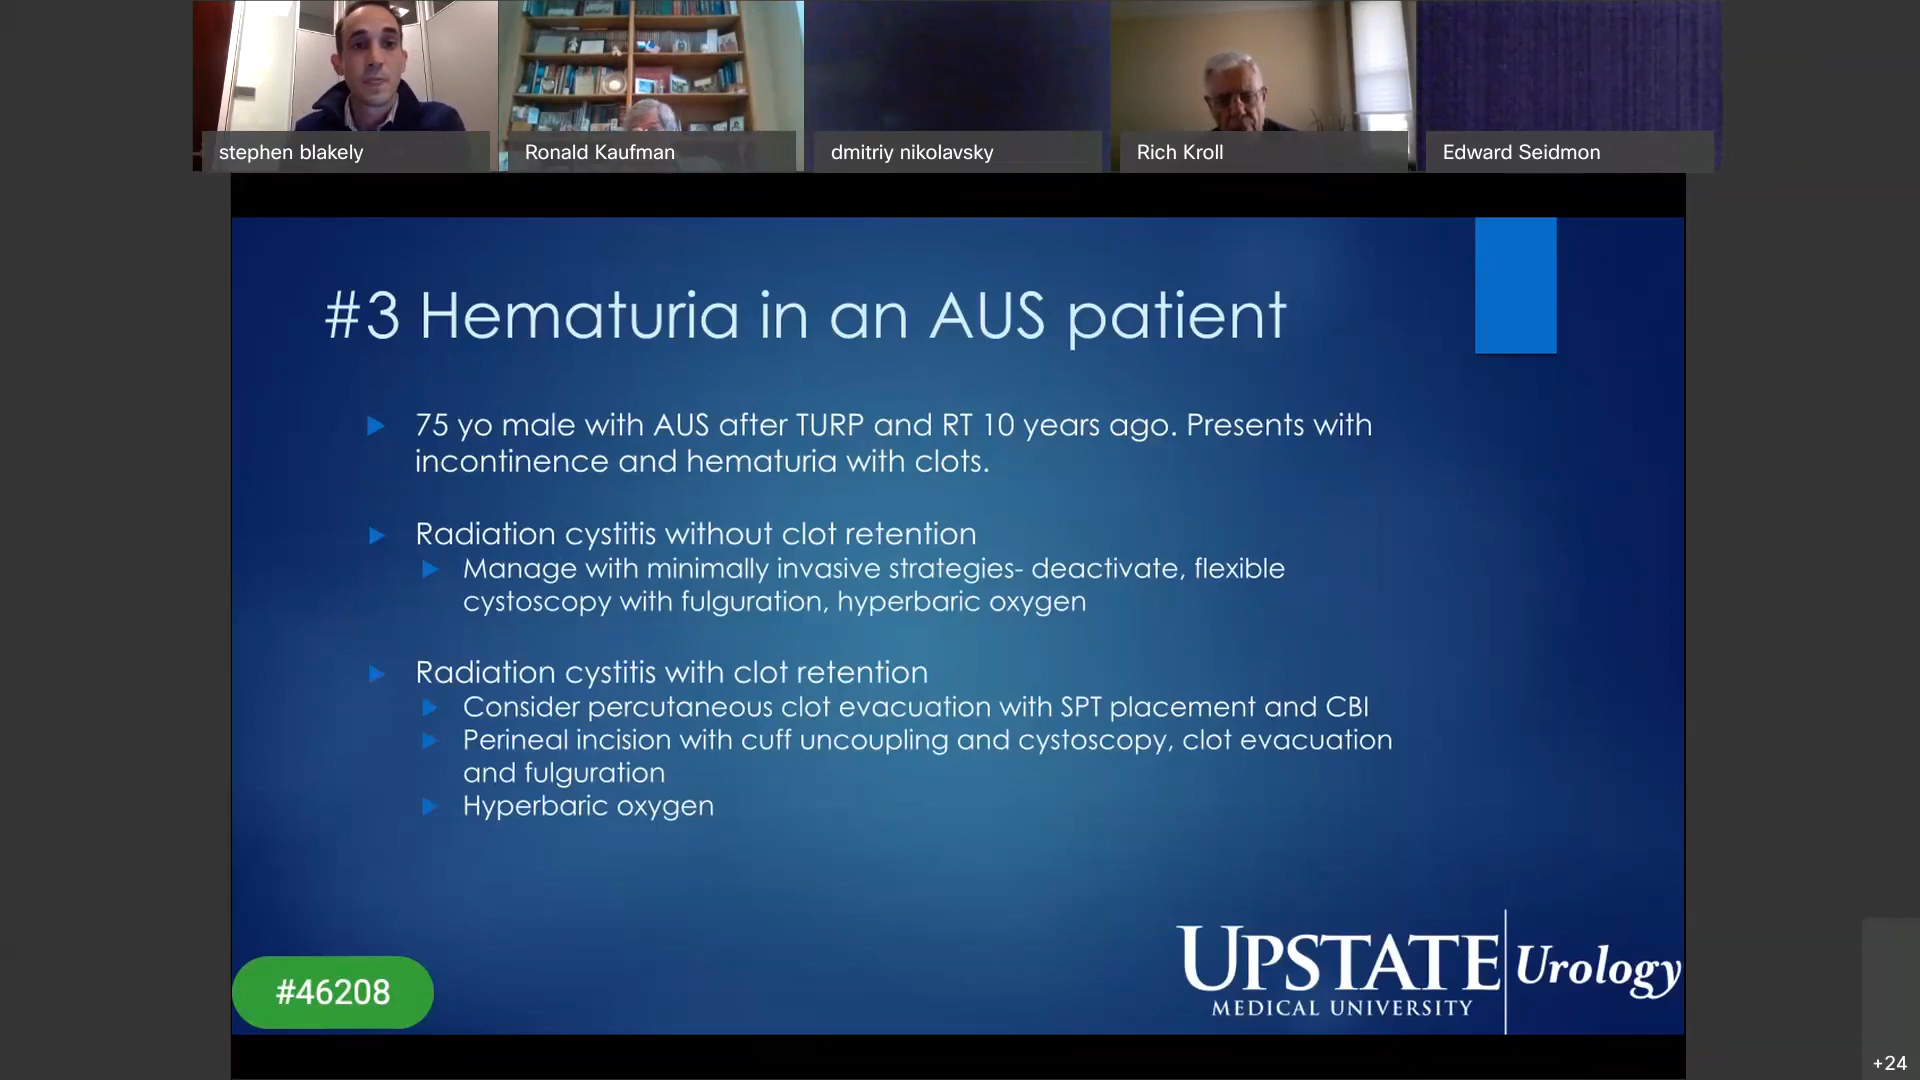 stephen blakely
Ronald Kaufman
dmitriy nikolavsky
Rich Kroll
Edward Seidmon
#3 Hematuria in an AUS patient
75 yo male with AUS after TURP and RT 10 years ago. Presents with
incontinence and hematuria with clots.
Radiation cystitis without clot retention
Manage with minimally invasive strategies- deactivate, flexible
cystoscopy with fulguration, hyperbaric oxygen
Radiation cystitis with clot retention
Consider percutaneous clot evacuation with SPT placement and CBI
Perineal incision with cuff uncoupling and cystoscopy, clot evacuation
and fulguration
Hyperbaric oxygen
#46208
UPSTATE
MEDICAL UNIVERSITY
Urology
+24